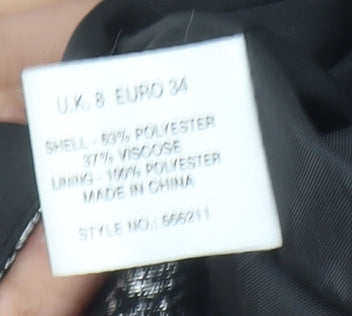 U.K. 8 EURO 34
SHELL - 63% POLYESTER
37% VISCOSE
LINING - 100% POLYESTER
MADE IN CHINA
STYLE NO.: 666211